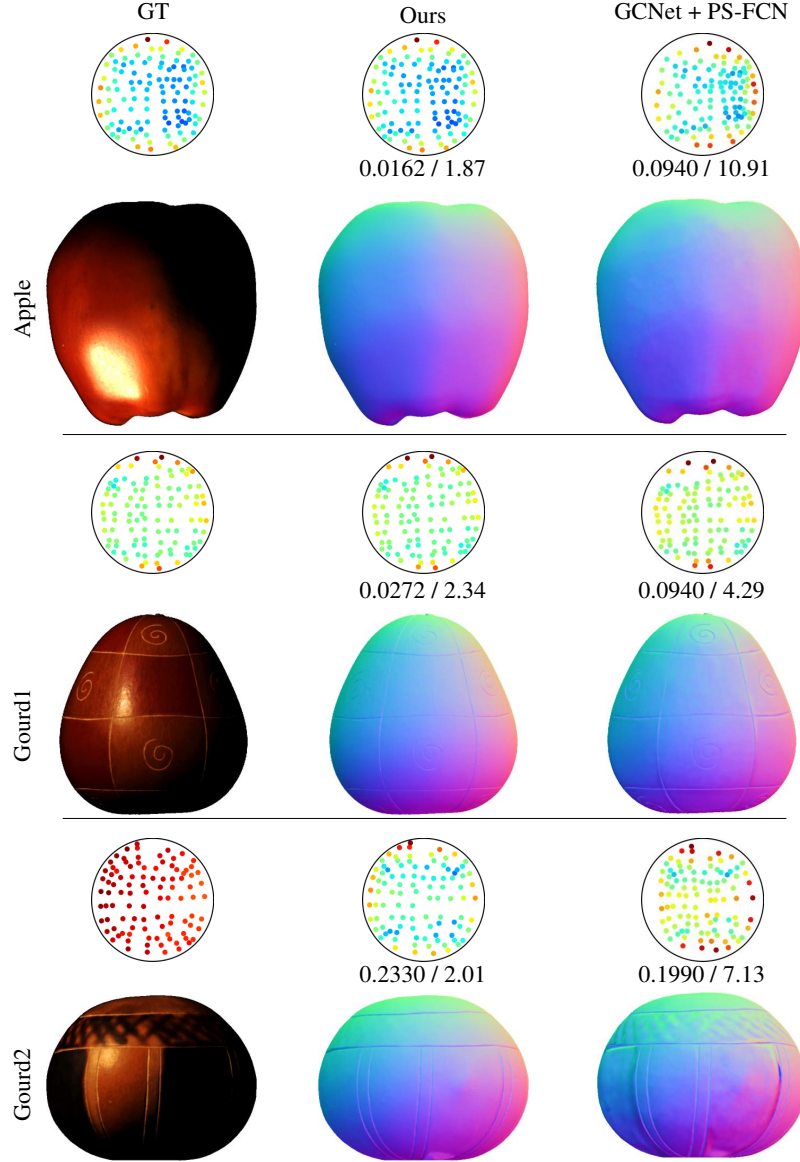 GT
Ours
GCNet + PS-FCN
0.0162 / 1.87
0.0940 / 10.91
Apple
0.0272 / 2.34
0.0940 / 4.29
Gourd1
0.2330 / 2.01
0.1990 / 7.13
Gourd2